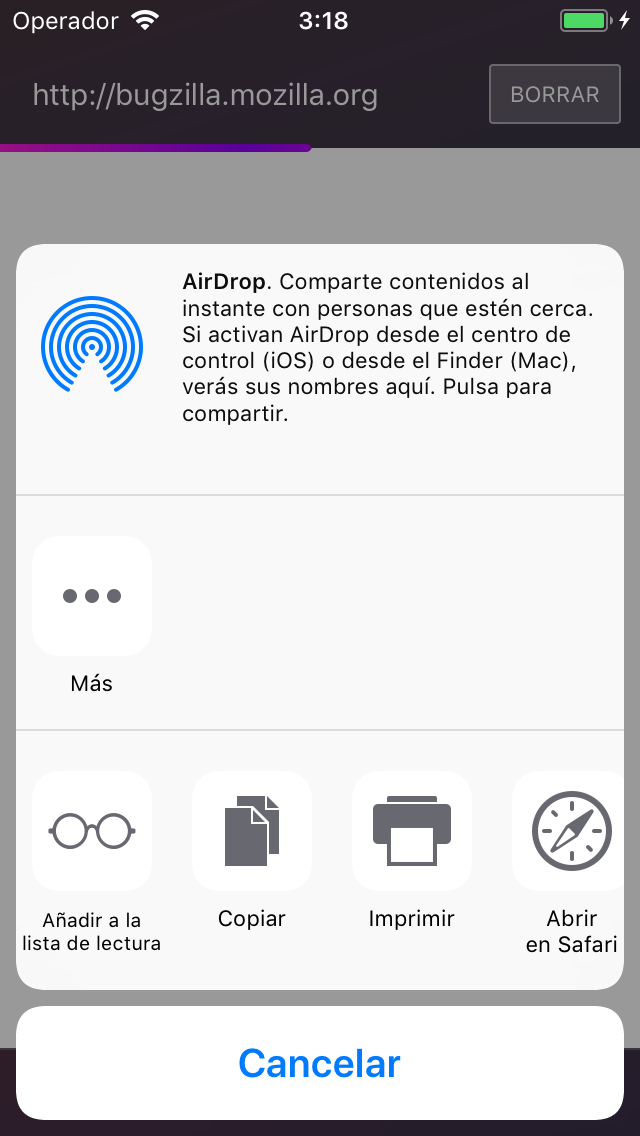 Operador
3:18
http://bugzilla.mozilla.org
BORRAR
AirDrop. Comparte contenidos al
instante con personas que estén cerca.
Si activan AirDrop desde el centro de
control (iOS) o desde el Finder (Mac),
verás sus nombres aquí. Pulsa para
compartir.
Más
Añadir a la
lista de lectura
Copiar
Imprimir
Abrir
en Safari
Cancelar